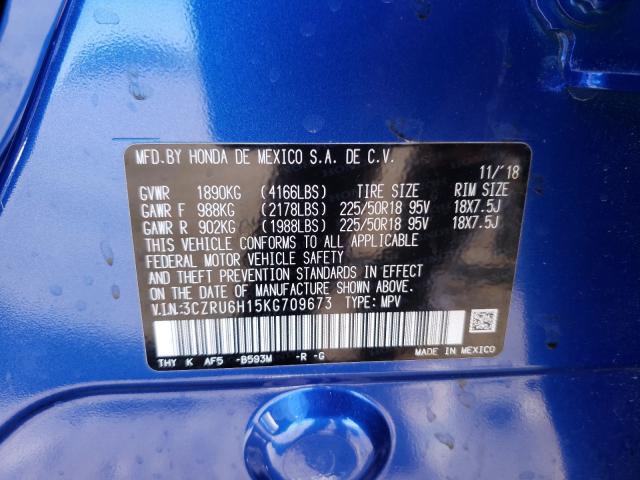 MFD.BY HONDA DE MEXICO S.A. DE C.V.
11/'18
GVWR 1890KG (4166LBS) TIRE SIZE RIM SIZE
GAWR F 988KG (2178LBS) 225/50R18 95V 18X7.5J
GAWR R 902KG (1988LBS) 225/50R18 95V 18X7.5J
THIS VEHICLE CONFORMS TO ALL APPLICABLE
FEDERAL MOTOR VEHICLE SAFETY
AND THEFT PREVENTION STANDARDS IN EFFECT
ON THE DATE OF MANUFACTURE SHOWN ABOVE.
V.I.N.:3CZRU6H15KG709673 TYPE: MPV
THY K AF5 -B593M -R -G
MADE IN MEXICO